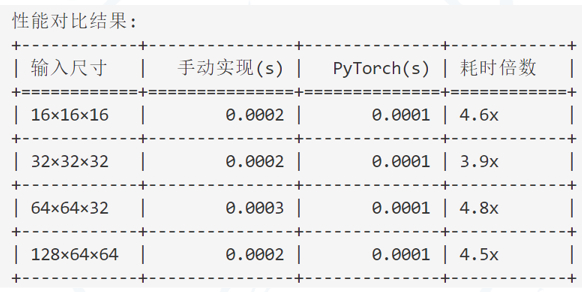 性能对比结果:
+------------+---------------+--------------+------------+
| 输入尺寸 | 手动实现(s) | PyTorch(s) | 耗时倍数 |
+============+===============+==============+============+
| 16×16×16 | 0.0002 | 0.0001 | 4.6x |
+------------+---------------+--------------+------------+
| 32×32×32 | 0.0002 | 0.0001 | 3.9x |
+------------+---------------+--------------+------------+
| 64×64×32 | 0.0003 | 0.0001 | 4.8x |
+------------+---------------+--------------+------------+
| 128×64×64 | 0.0002 | 0.0001 | 4.5x |
+------------+---------------+--------------+------------+